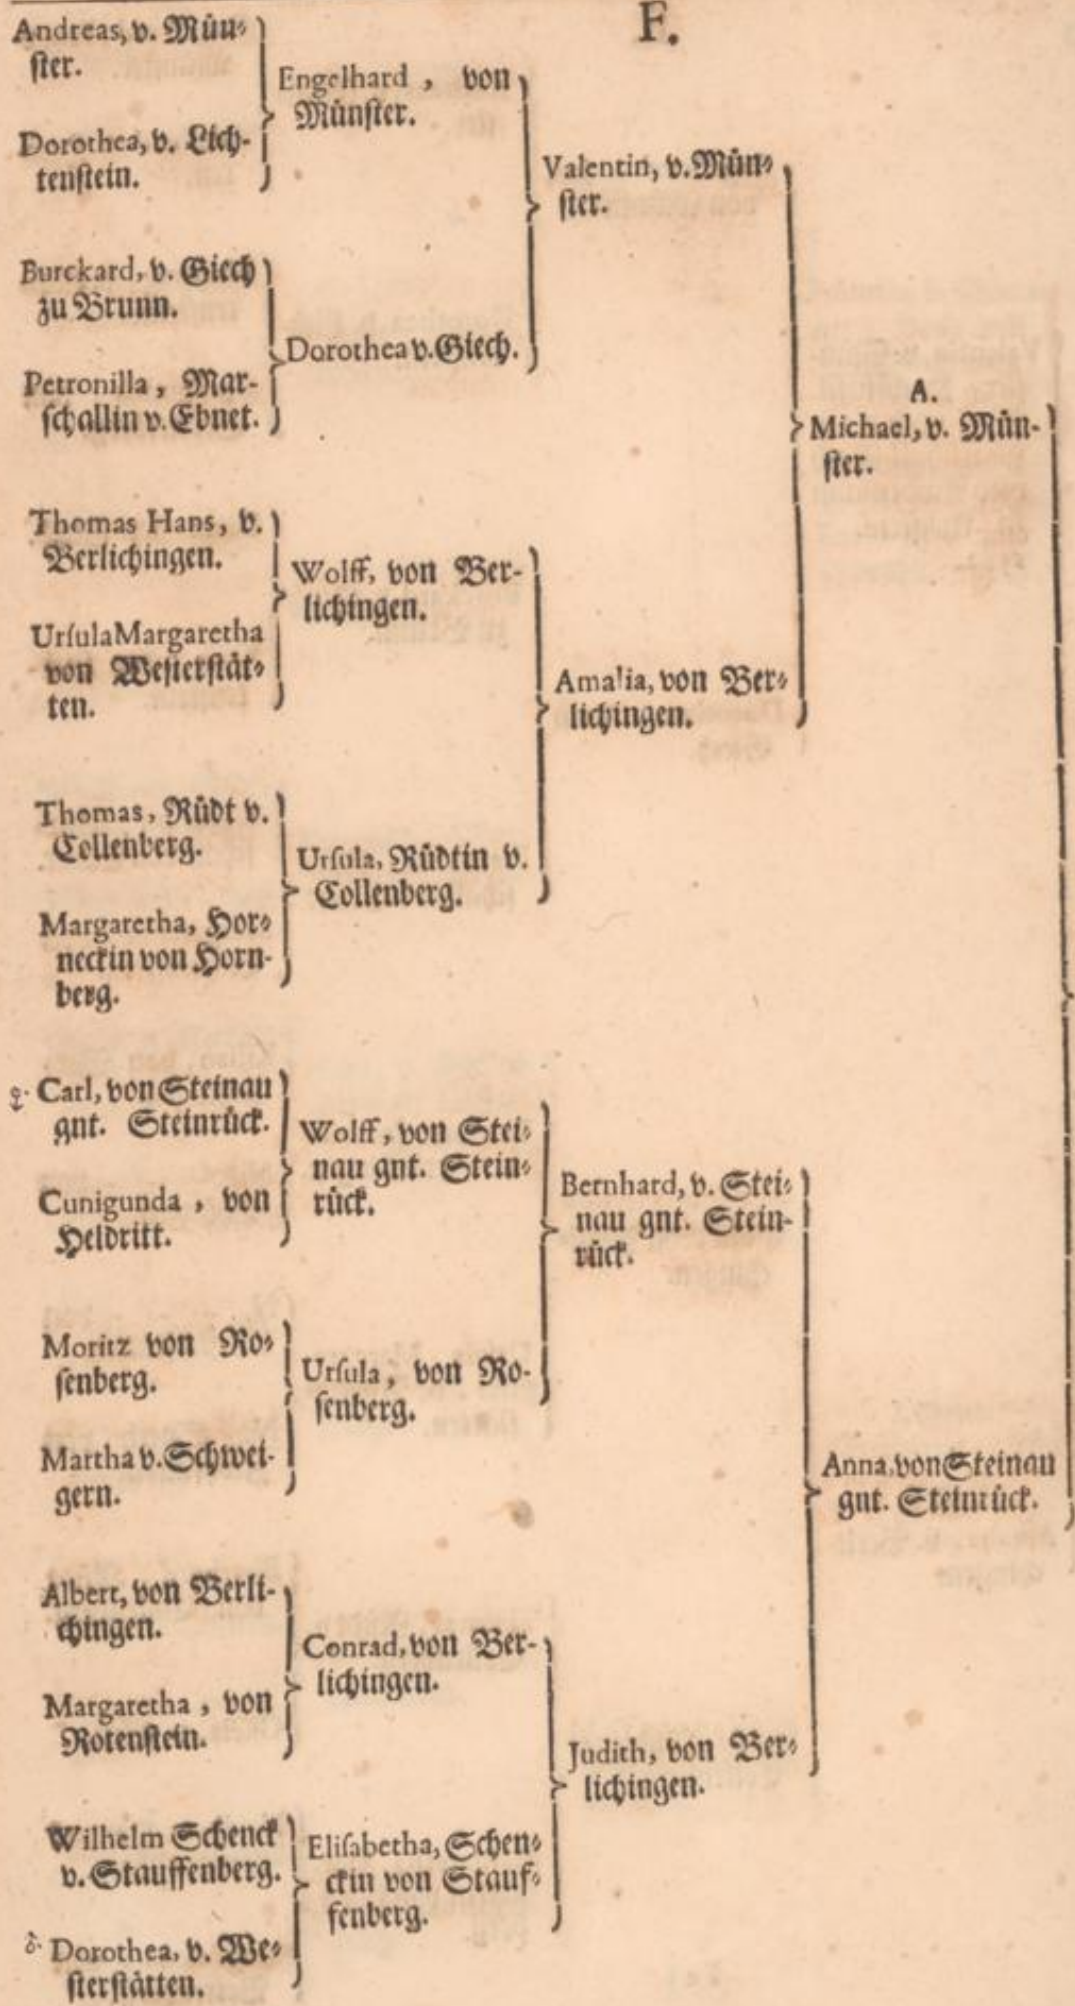 F.
Andreas, v. Mün-
ster.
Dorothea, v. Lich-
tenstein.
Burckard, v. Giech
zu Brunn.
Petronilla, Mar-
schallin v. Ebnet.
Thomas Hans, v.
Berlichingen.
Ursula Margaretha
von Westerstät-
ten.
Thomas, Rüdt v.
Collenberg.
Margaretha, Hor-
neckin von Horn-
berg.
Carl, von Steinau
gnt. Steinrück.
Cunigunda, von
Heldritt.
Moritz von Ro-
senberg.
Martha v. Schwei-
gern.
Albert, von Berli-
chingen.
Margaretha, von
Rotenstein.
Wilhelm Schenck
v. Stauffenberg.
Dorothea, v. We-
sterstätten.
Engelhard, von
Münster.
Dorothea v. Giech.
Wolff, von Ber-
lichingen.
Ursula, Rüdtin v.
Collenberg.
Wolff, von Stei-
nau gnt. Stein-
rück.
Ursula, von Ro-
senberg.
Conrad, von Ber-
lichingen.
Elisabetha, Schen-
ckin von Stauf-
fenberg.
Valentin, v. Mün-
ster.
Amalia, von Ber-
lichingen.
Bernhard, v. Stei-
nau gnt. Stein-
rück.
Judith, von Ber-
lichingen.
A.
Michael, v. Mün-
ster.
Anna, von Steinau
gnt. Steinrück.